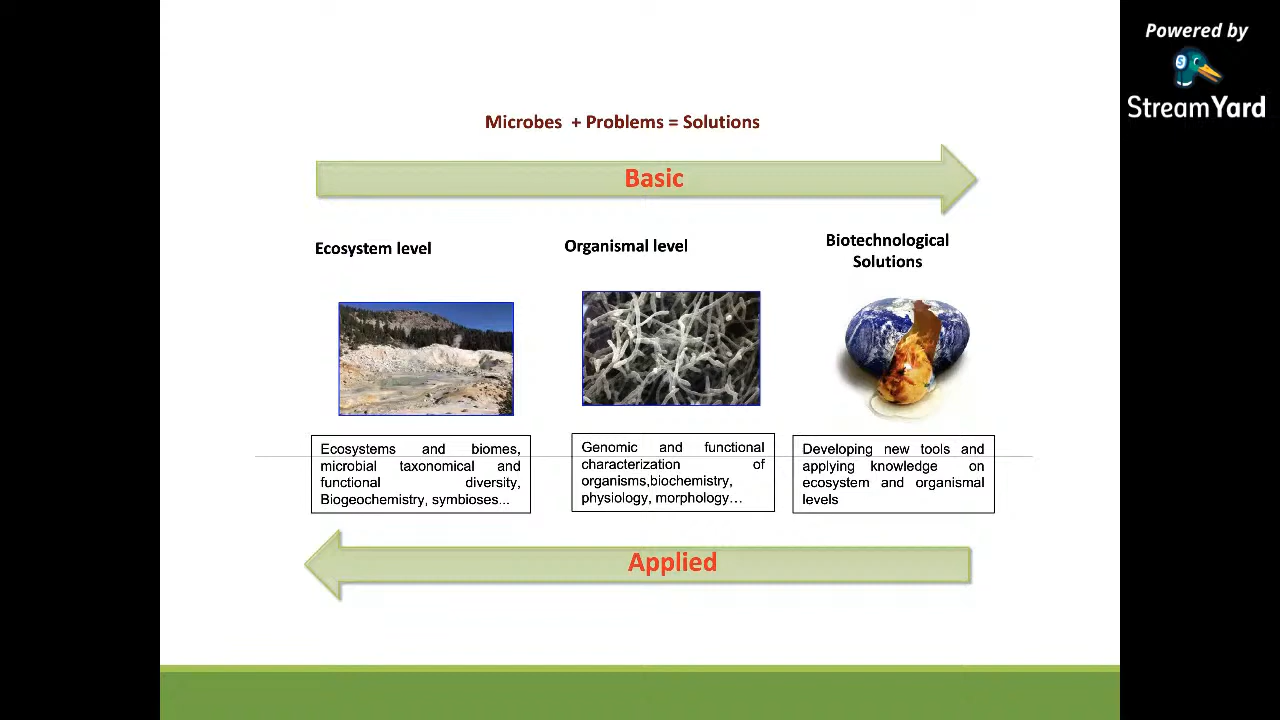 Powered by
StreamYard
Microbes + Problems = Solutions
Basic
Ecosystem level
Organismal level
Biotechnological
Solutions
Ecosystems and biomes,
microbial taxonomical and
functional diversity,
Biogeochemistry, symbioses...
Genomic and functional
characterization of
organisms,biochemistry,
physiology, morphology…
Developing new tools and
applying knowledge on
ecosystem and organismal
levels
Applied